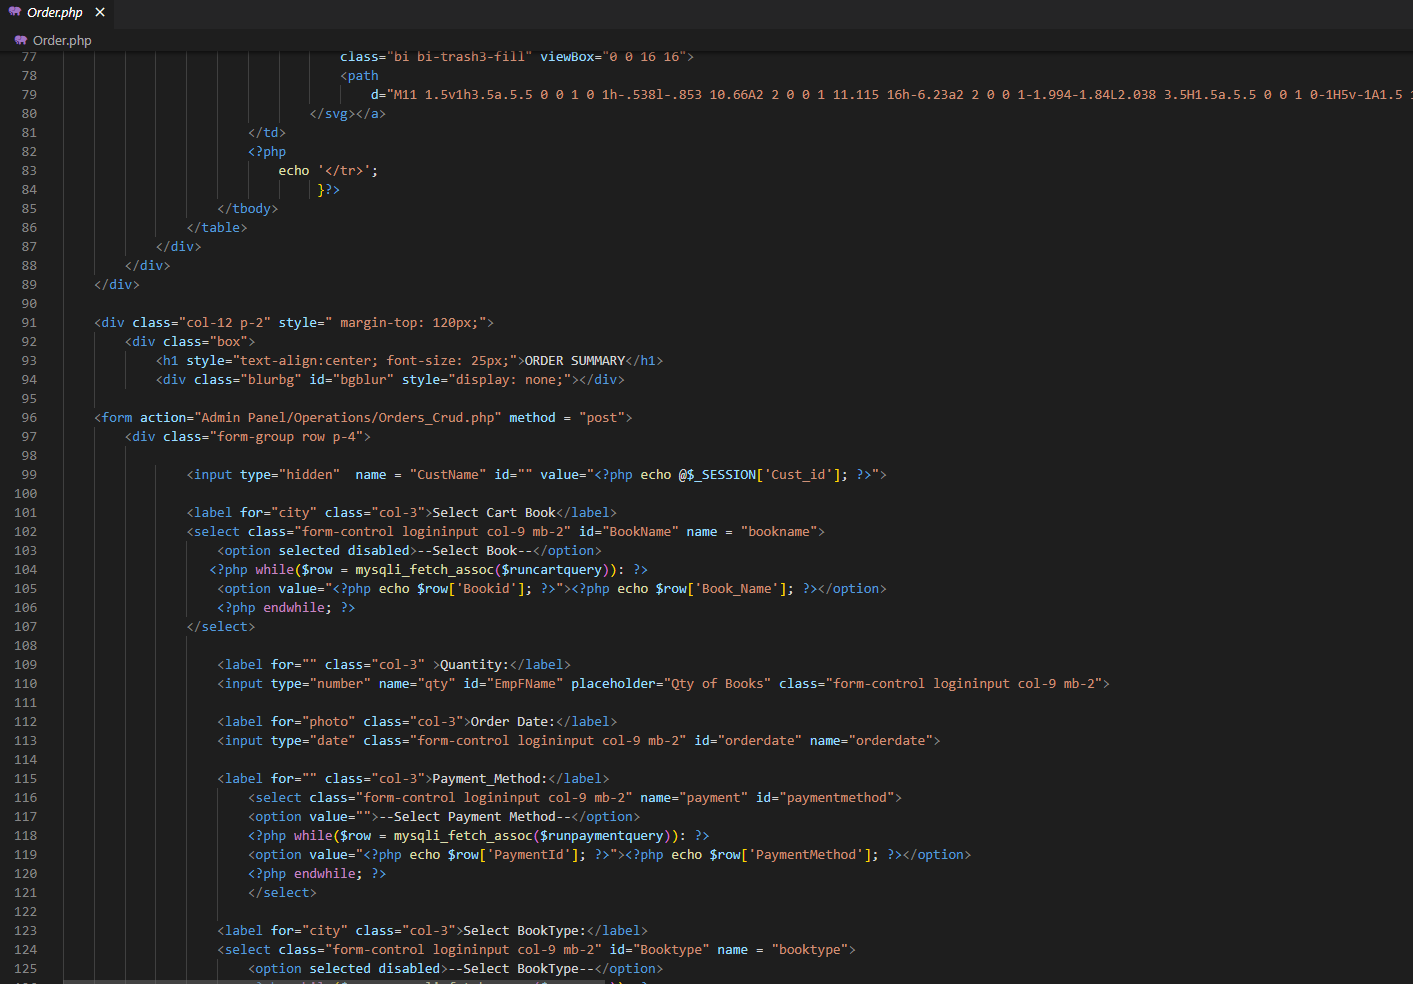 Order.php
Order.php
77 class="bi bi-trash3-fill" viewBox="0 0 16 16">
78 <path
79 d="M11 1.5v1h3.5a.5.5 0 0 1 0 1h-.538l-.853 10.66A2 2 0 0 1 11.115 16h-6.23a2 2 0 0 1-1.994-1.84L2.038 3.5H1.5a.5.5 0 0 1 0-1H5v-1A1.5 1
80 </svg></a>
81 </td>
82 <?php
83 echo '</tr>';
84 }?>
85 </tbody>
86 </table>
87 </div>
88 </div>
89 </div>
90
91 <div class="col-12 p-2" style=" margin-top: 120px;">
92 <div class="box">
93 <h1 style="text-align:center; font-size: 25px;">ORDER SUMMARY</h1>
94 <div class="blurbg" id="bgblur" style="display: none;"></div>
95
96 <form action="Admin Panel/Operations/Orders_Crud.php" method = "post">
97 <div class="form-group row p-4">
98
99 <input type="hidden"  name = "CustName" id="" value="<?php echo @$_SESSION['Cust_id']; ?>">
100
101 <label for="city" class="col-3">Select Cart Book</label>
102 <select class="form-control logininput col-9 mb-2" id="BookName" name = "bookname">
103 <option selected disabled>--Select Book--</option>
104 <?php while($row = mysqli_fetch_assoc($runcartquery)): ?>
105 <option value="<?php echo $row['Bookid']; ?>"><?php echo $row['Book_Name']; ?></option>
106 <?php endwhile; ?>
107 </select>
108
109 <label for="" class="col-3" >Quantity:</label>
110 <input type="number" name="qty" id="EmpFName" placeholder="Qty of Books" class="form-control logininput col-9 mb-2">
111
112 <label for="photo" class="col-3">Order Date:</label>
113 <input type="date" class="form-control logininput col-9 mb-2" id="orderdate" name="orderdate">
114
115 <label for="" class="col-3">Payment_Method:</label>
116 <select class="form-control logininput col-9 mb-2" name="payment" id="paymentmethod">
117 <option value="">--Select Payment Method--</option>
118 <?php while($row = mysqli_fetch_assoc($runpaymentquery)): ?>
119 <option value="<?php echo $row['PaymentId']; ?>"><?php echo $row['PaymentMethod']; ?></option>
120 <?php endwhile; ?>
121 </select>
122
123 <label for="city" class="col-3">Select BookType:</label>
124 <select class="form-control logininput col-9 mb-2" id="Booktype" name = "booktype">
125 <option selected disabled>--Select BookType--</option>